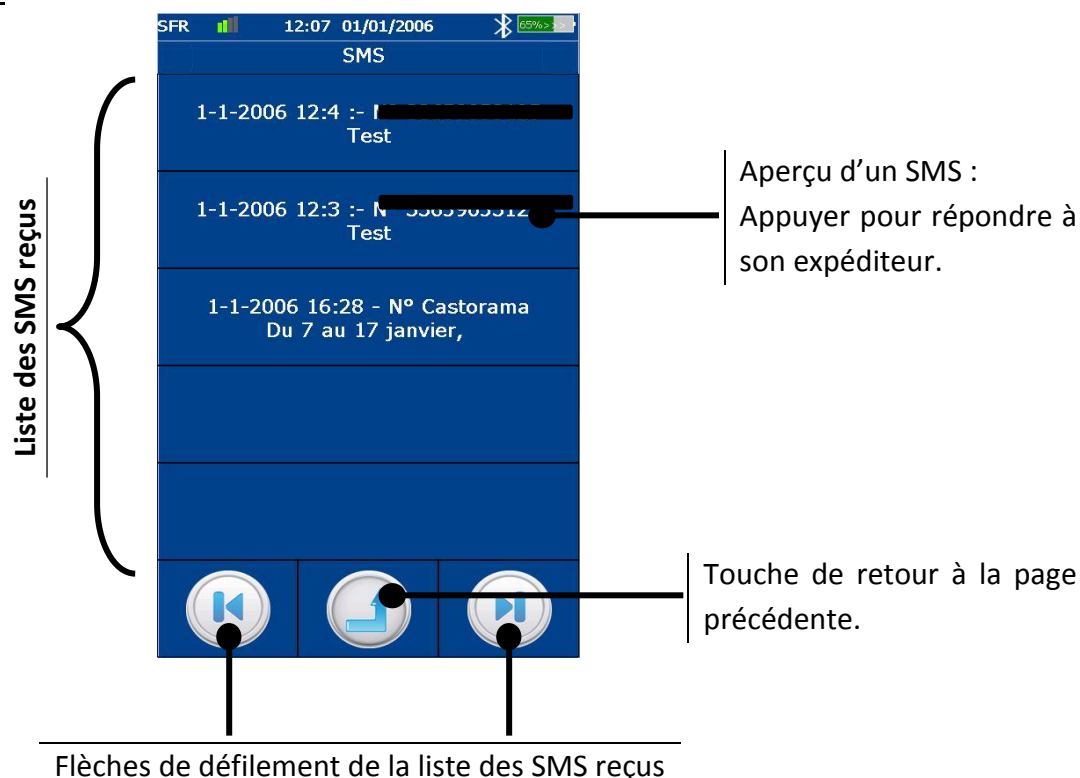 SFR 12:07 01/01/2006 65%>>>
SMS
1-1-2006 12:4 :- N
Test
1-1-2006 12:3 :- N
Test
1-1-2006 16:28 - Nº Castorama
Du 7 au 17 janvier,
Liste des SMS reçus
Aperçu d’un SMS :
Appuyer pour répondre à
son expéditeur.
Touche de retour à la page
précédente.
Flèches de défilement de la liste des SMS reçus